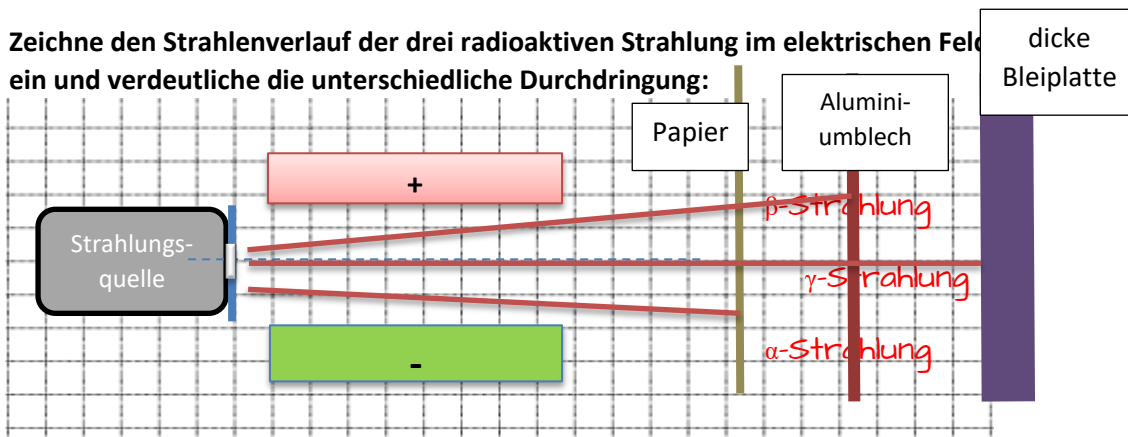 Zeichne den Strahlenverlauf der drei radioaktiven Strahlung im elektrischen Feld
ein und verdeutliche die unterschiedliche Durchdringung:
dicke
Bleiplatte
Papier
Alumini-
umblech
+
β-Strahlung
Strahlungs-
quelle
γ-Strahlung
α-Strahlung
-